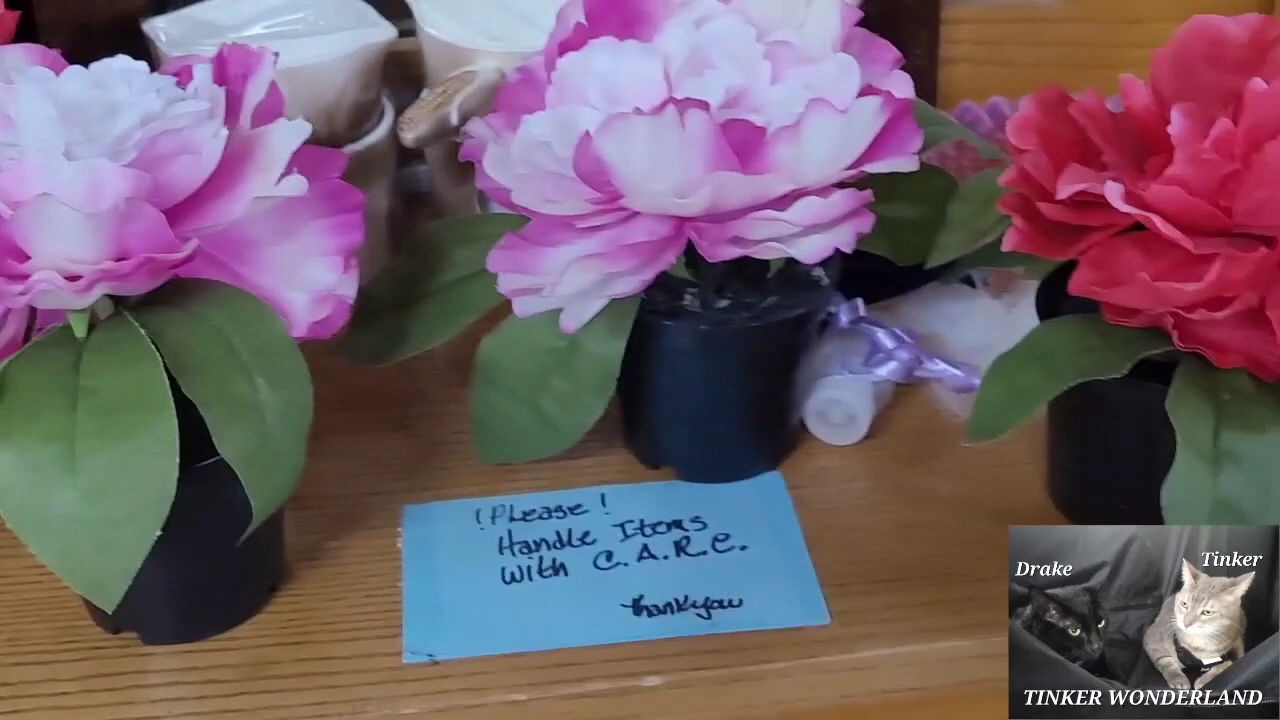 !Please!
Handle Items
with C.A.R.E.
thankyou
Drake
Tinker
TINKER WONDERLAND